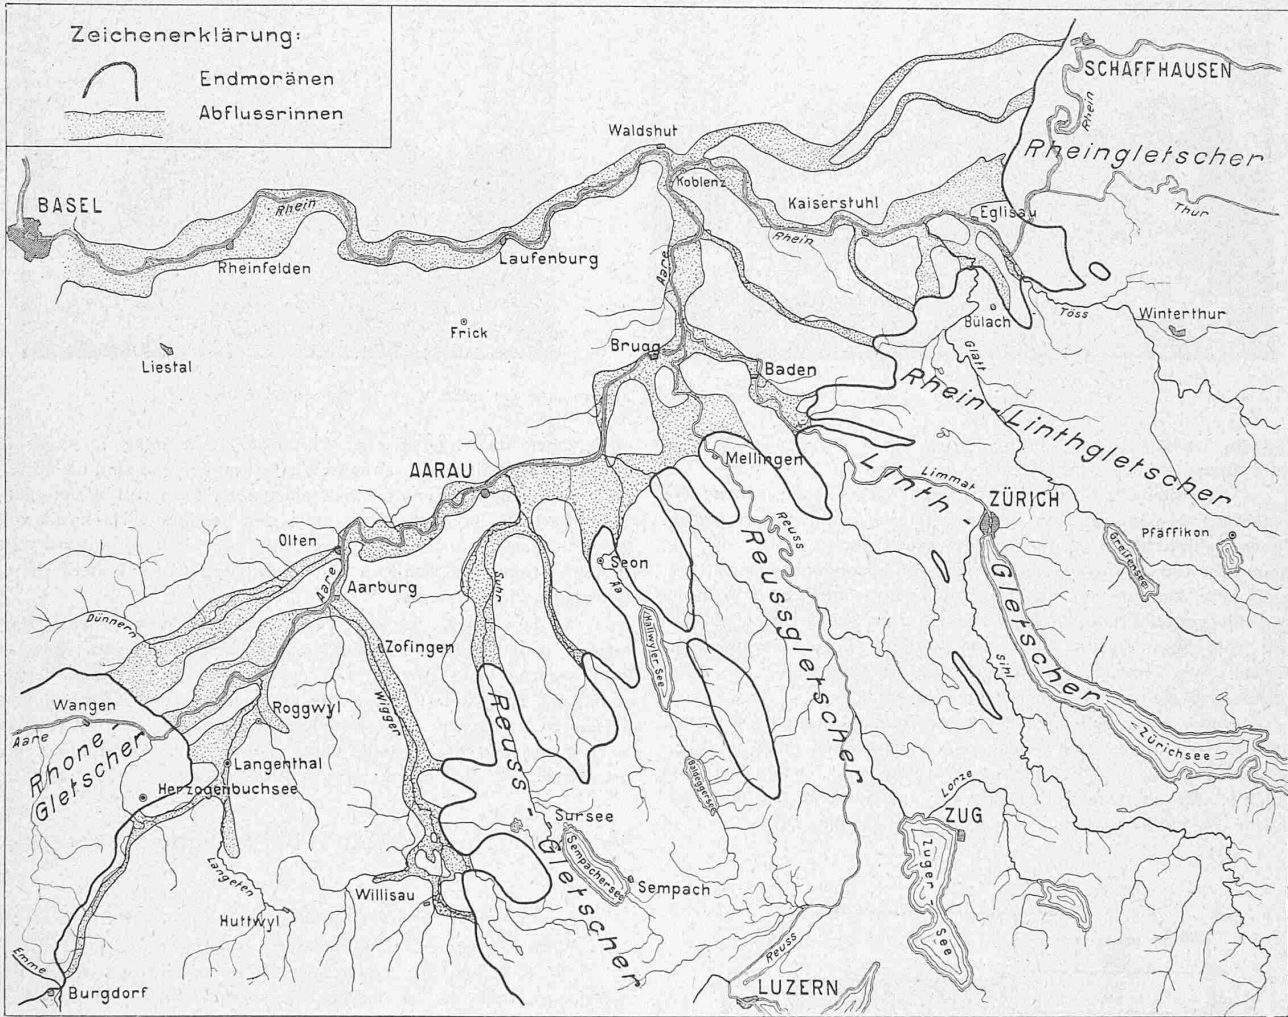 Zeichenerklärung:
Endmoränen
Abflussrinnen
SCHAFFHAUSEN
Rhein
Rheingletscher
Thur
Waldshut
Koblenz
Kaiserstuhl
Eglisau
Rhein
BASEL
Rhein
Rheinfelden
Laufenburg
Aare
Töss
Winterthur
Bülach
Glatt
Frick
Liestal
Brugg
Baden
Rhein-Linthgletscher
AARAU
Mellingen
Limmat
ZÜRICH
Linth-Gletscher
Reuss
Reussgletscher
Greifensee
Pfäffikon
Olten
Aare
Aarburg
Suhr
Seon
Aa
Hallwyler See
Dünnern
Zofingen
Wigger
Sihl
Zürichsee
Wangen
Aare
Rhone-
Gletscher
Roggwyl
Langenthal
Herzogenbuchsee
Reuss-Gletscher
Baldeggersee
Sursee
Sempachersee
Sempach
Lorze
ZUG
Zuger-
See
Willisau
Langeten
Huttwyl
Emme
Burgdorf
Reuss
LUZERN